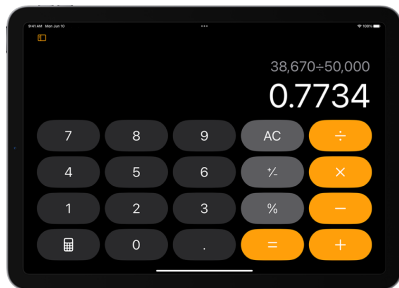 9:41 AM Mon Jun 10
100%
38,670÷50,000
0.7734
7 8 9 AC ÷
4 5 6 +/− ×
1 2 3 % −
0 . = +